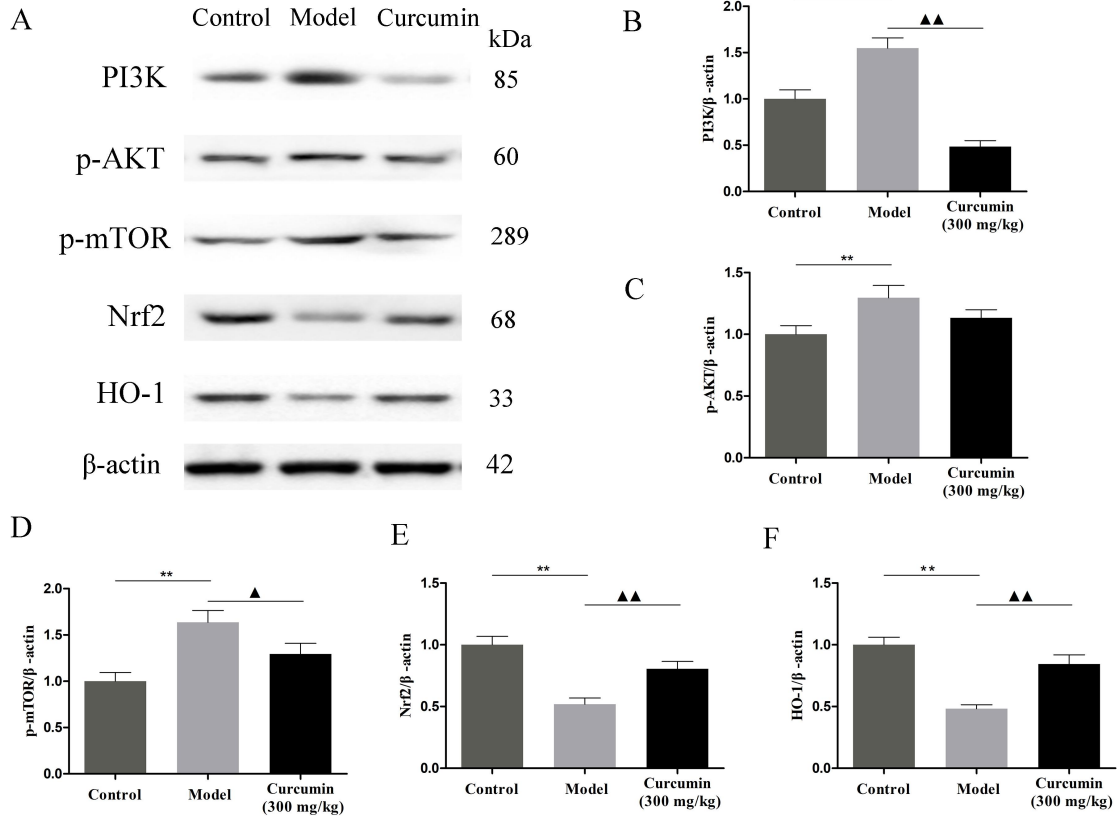 A
Control Model Curcumin
kDa
PI3K 85
p-AKT 60
p-mTOR 289
Nrf2 68
HO-1 33
β-actin 42
B
▲▲
PI3K/β -actin
2.0
1.5
1.0
0.5
0.0
Control Model Curcumin
(300 mg/kg)
C
**
p-AKT/β -actin
1.5
1.0
0.5
0.0
Control Model Curcumin
(300 mg/kg)
D
**
▲
p-mTOR/β -actin
2.0
1.5
1.0
0.5
0.0
Control Model Curcumin
(300 mg/kg)
E
**
▲▲
Nrf2/β -actin
1.5
1.0
0.5
0.0
Control Model Curcumin
(300 mg/kg)
F
**
▲▲
HO-1/β -actin
1.5
1.0
0.5
0.0
Control Model Curcumin
(300 mg/kg)